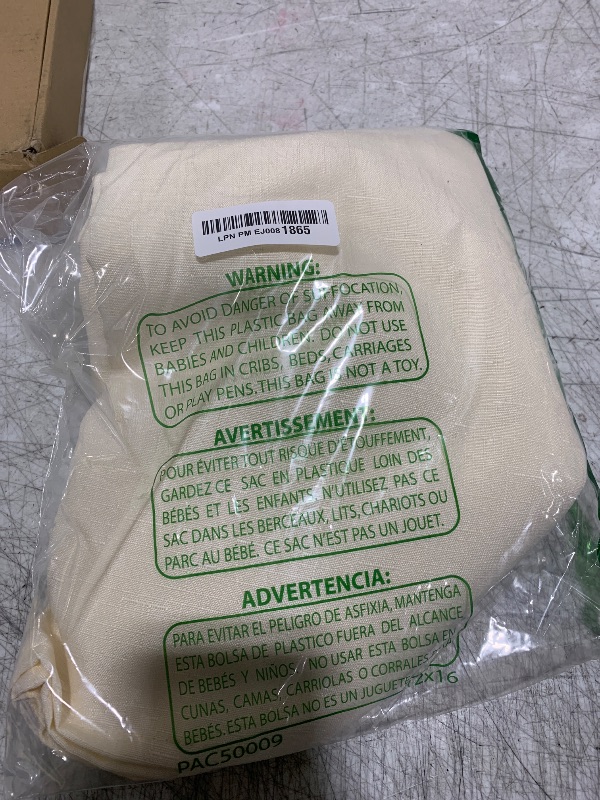 LPN PM EJ0081865
WARNING:
TO AVOID DANGER OF SUFFOCATION,
KEEP THIS PLASTIC BAG AWAY FROM
BABIES AND CHILDREN. DO NOT USE
THIS BAG IN CRIBS, BEDS, CARRIAGES
OR PLAY PENS. THIS BAG IS NOT A TOY.
AVERTISSEMENT:
POUR ÉVITER TOUT RISQUE D'ÉTOUFFEMENT,
GARDEZ CE SAC EN PLASTIQUE LOIN DES
BÉBÉS ET LES ENFANTS. N'UTILISEZ PAS CE
SAC DANS LES BERCEAUX, LITS, CHARIOTS OU
PARC AU BÉBÉ. CE SAC N'EST PAS UN JOUET.
ADVERTENCIA:
PARA EVITAR EL PELIGRO DE ASFIXIA, MANTENGA
ESTA BOLSA DE PLASTICO FUERA DEL ALCANCE
DE BEBÉS Y NIÑOS. NO USAR ESTA BOLSA EN
CUNAS, CAMAS, CARRIOLAS O CORRALES
BEBÉS. ESTA BOLSA NO ES UN JUGUETE
PAC50009